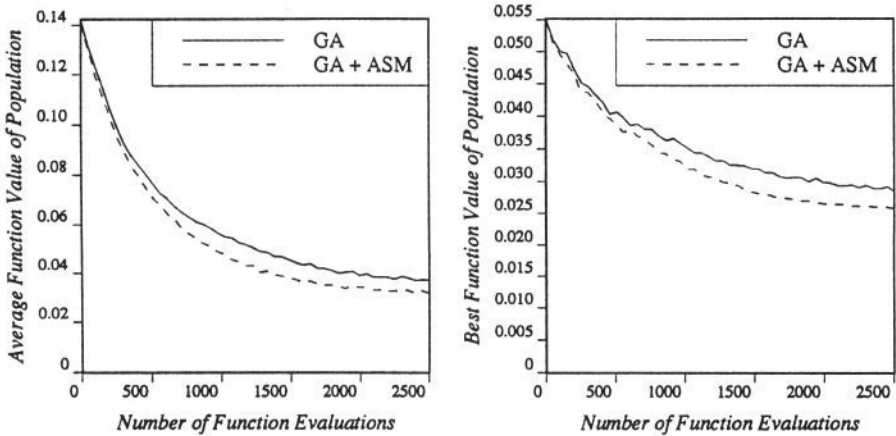 Average Function Value of Population
0.14
0.12
0.10
0.08
0.06
0.04
0.02
0
GA
GA + ASM
0 500 1000 1500 2000 2500
Number of Function Evaluations
Best Function Value of Population
0.055
0.050
0.045
0.040
0.035
0.030
0.025
0.020
0.015
0.010
0.005
0
GA
GA + ASM
0 500 1000 1500 2000 2500
Number of Function Evaluations